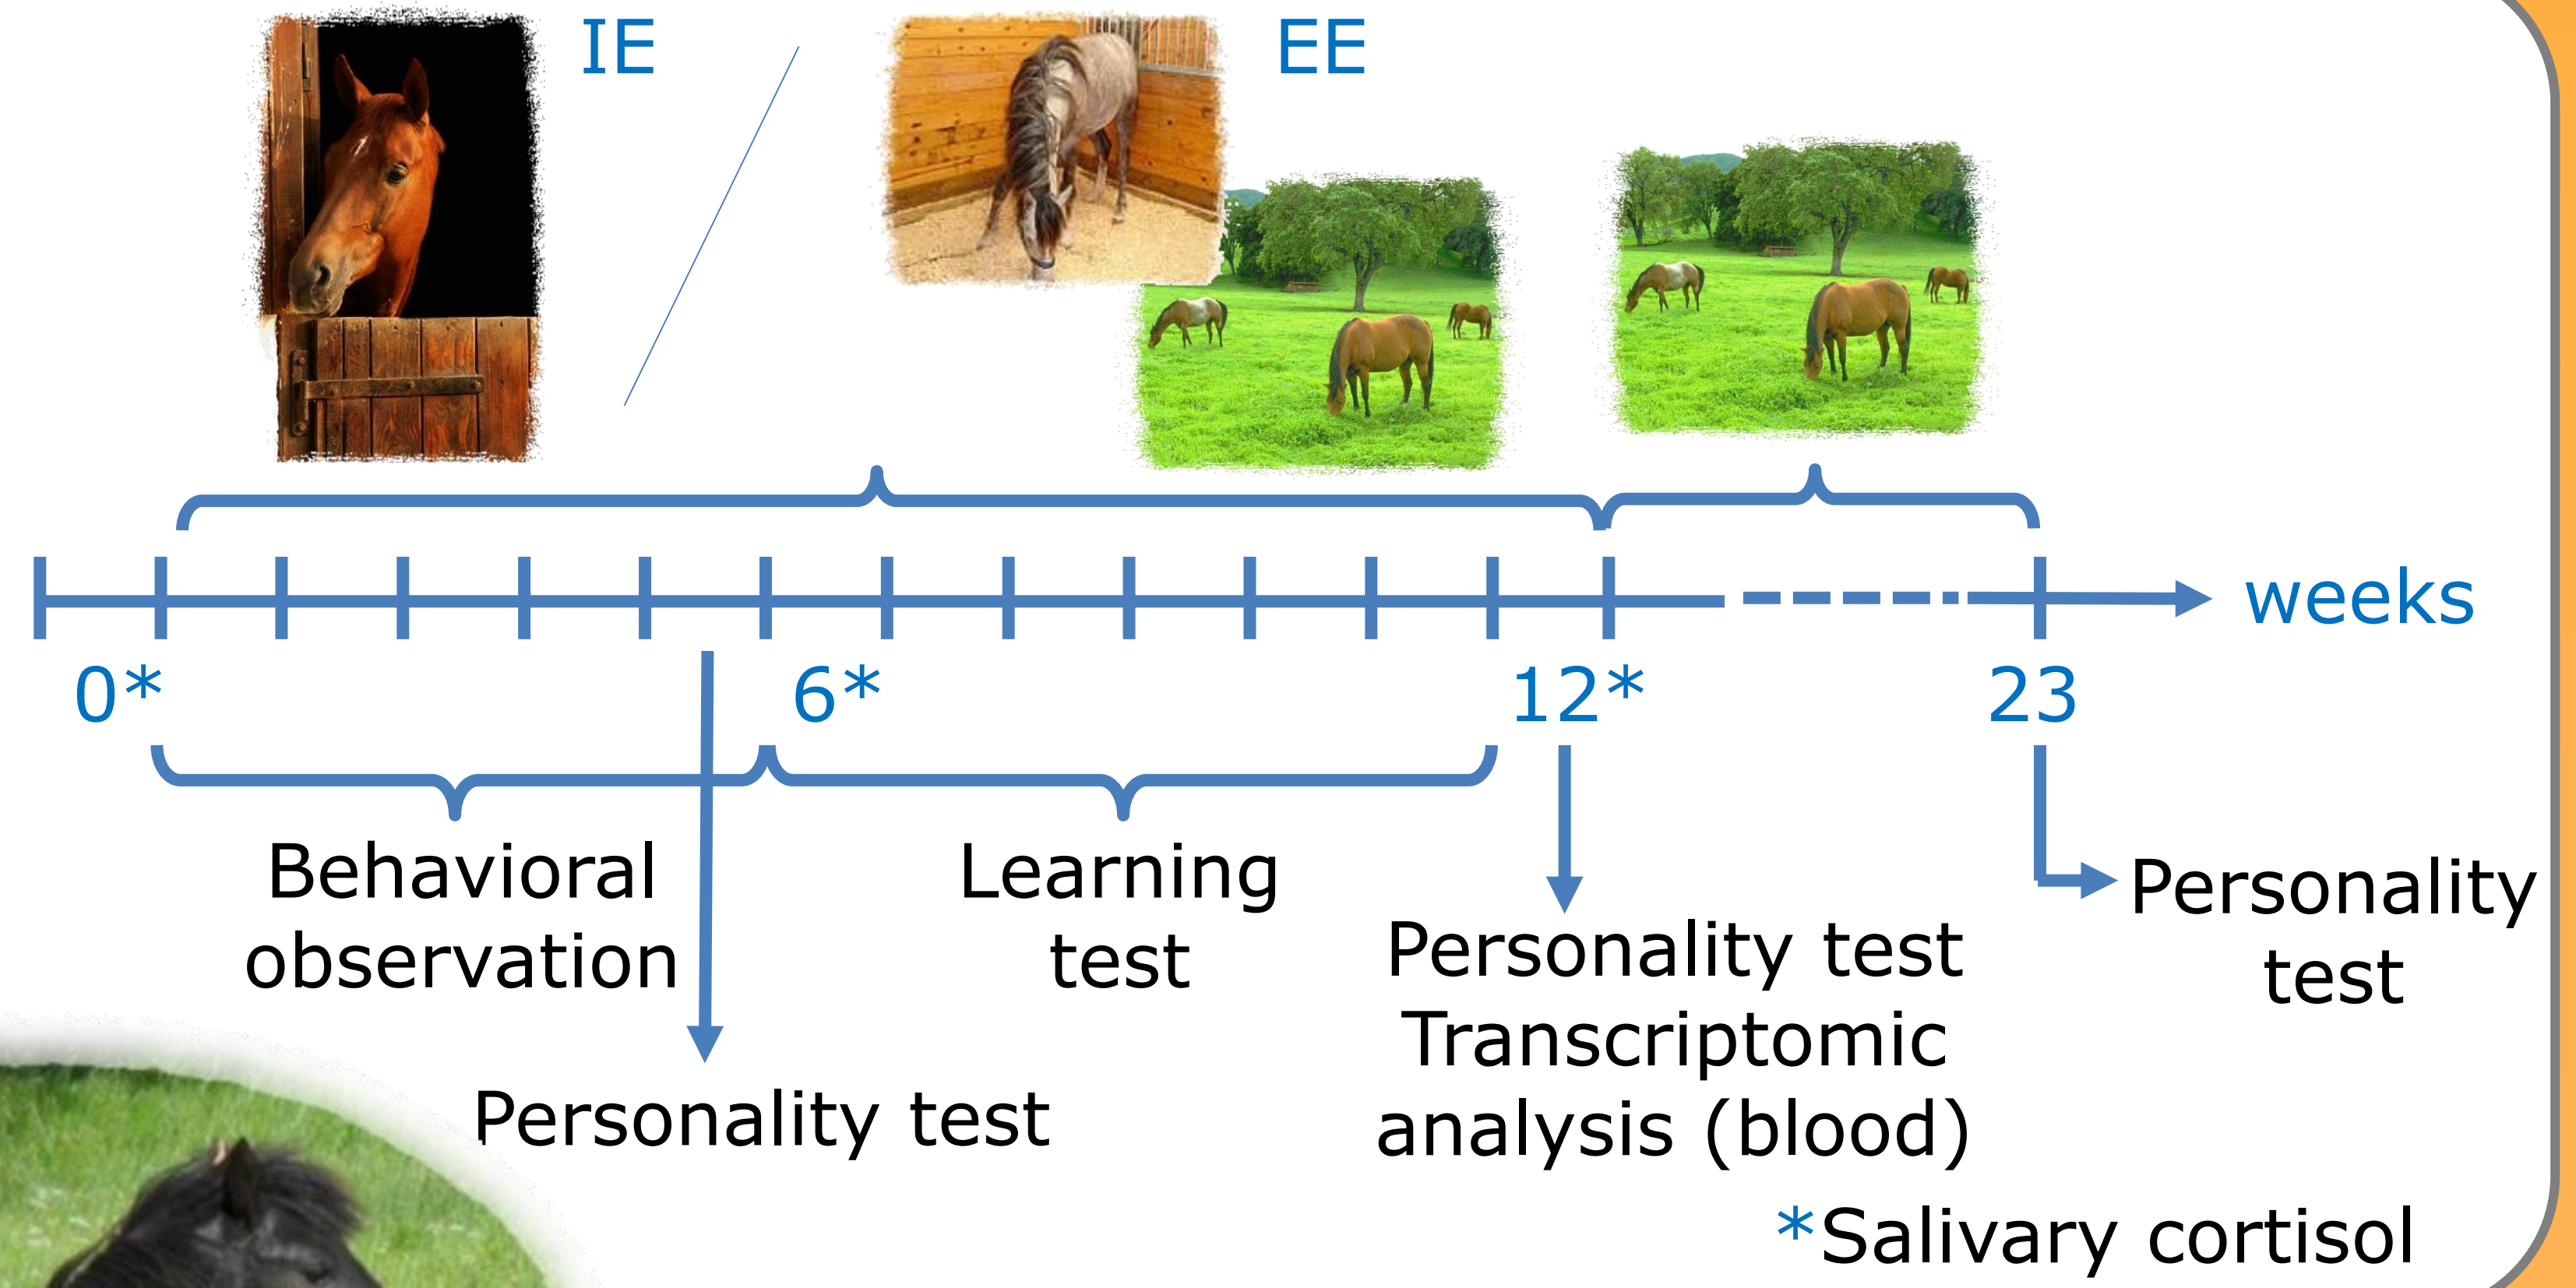 IE
EE
weeks
0*
6*
12*
23
Behavioral
observation
Learning
test
Personality test
Personality test
Transcriptomic
analysis (blood)
Personality
test
*Salivary cortisol